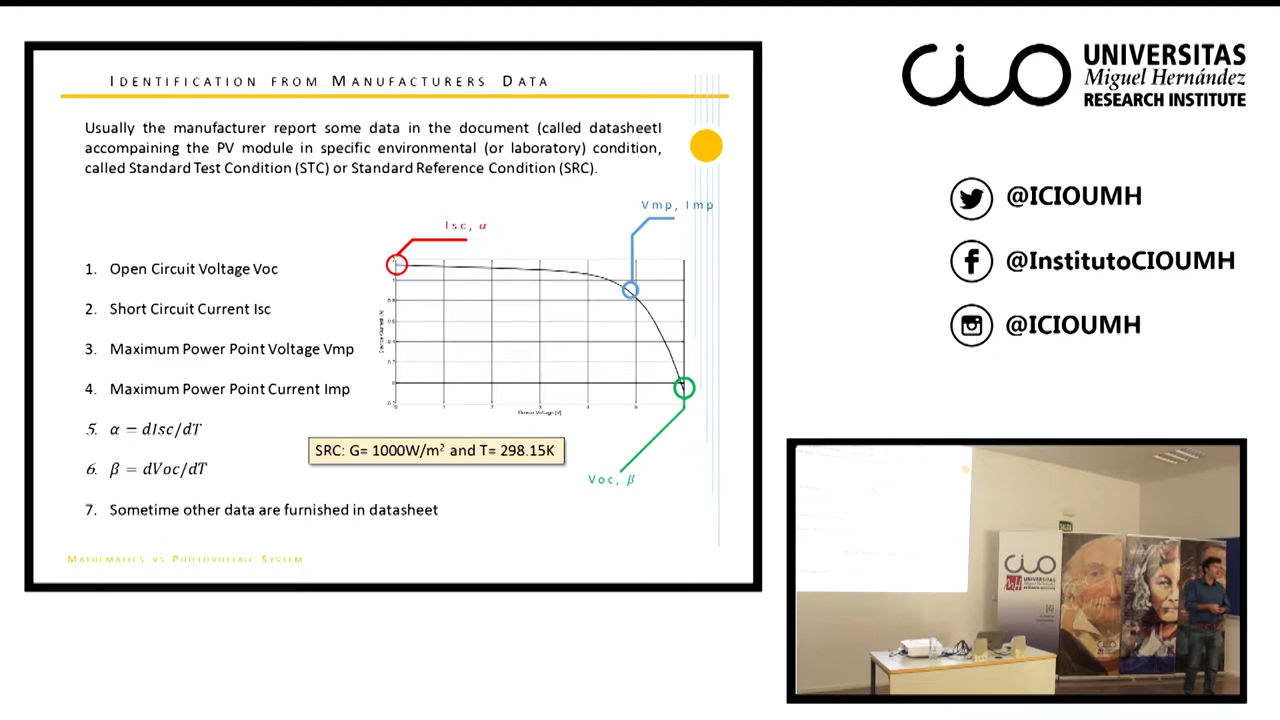 IDENTIFICATION FROM MANUFACTURERS DATA
Usually the manufacturer report some data in the document (called datasheet)
accompaining the PV module in specific environmental (or laboratory) condition,
called Standard Test Condition (STC) or Standard Reference Condition (SRC).
Vmp, Imp
Isc, α
1. Open Circuit Voltage Voc
2. Short Circuit Current Isc
3. Maximum Power Point Voltage Vmp
4. Maximum Power Point Current Imp
5. α = dIsc/dT
6. β = dVoc/dT
7. Sometime other data are furnished in datasheet
SRC: G= 1000W/m² and T= 298.15K
Voc, β
MATHEMATICS VS PHOTOVOLTAIC SYSTEM
cio
UNIVERSITAS
Miguel Hernández
RESEARCH INSTITUTE
@ICIOUMH
@InstitutoCIOUMH
@ICIOUMH
cio
UNIVERSITAS